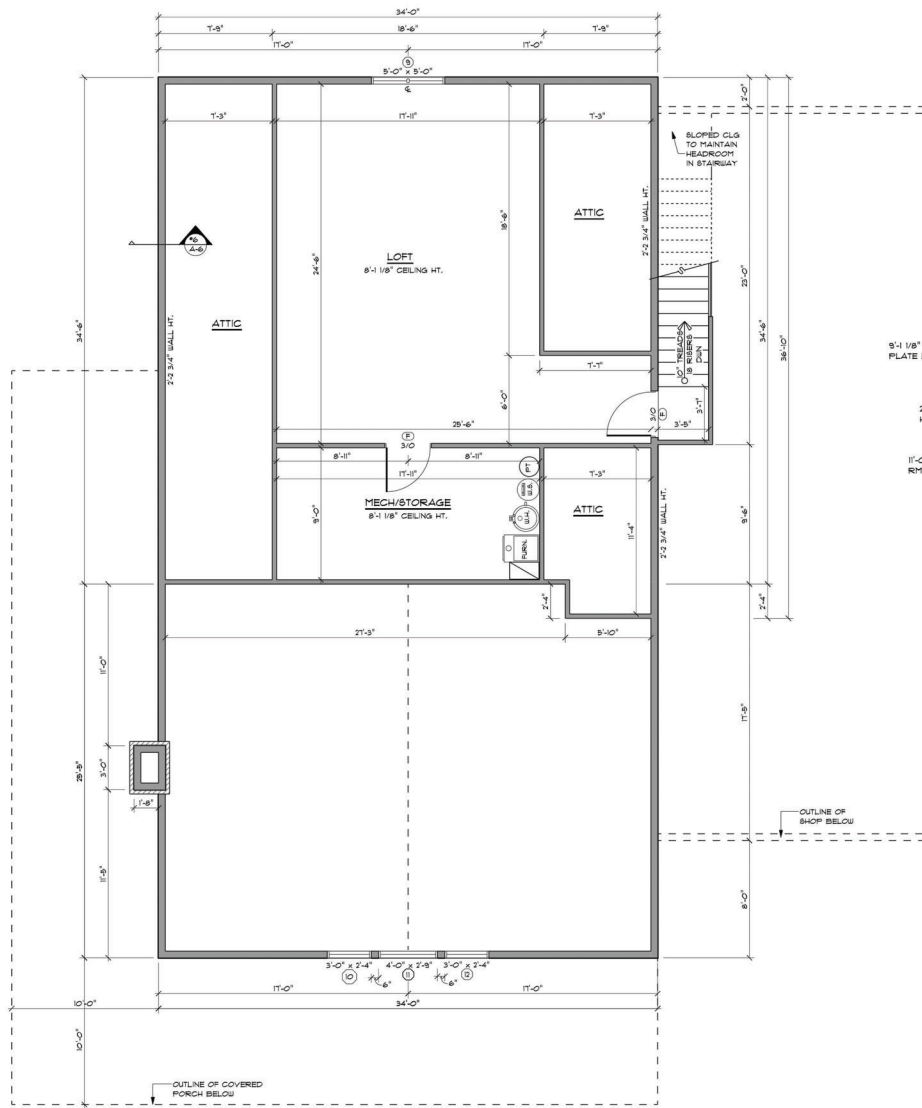 34'-0"
7'-9"
18'-6"
7'-9"
17'-0"
17'-0"
9
5'-0" x 5'-0"
℄
2'-0"
7'-3"
17'-11"
7'-3"
SLOPED CLG
TO MAINTAIN
HEADROOM
IN STAIRWAY
2'-2 3/4" WALL HT.
ATTIC
18'-6"
A-6
LOFT
8'-1 1/8" CEILING HT.
24'-6"
23'-0"
34'-6"
ATTIC
2'-2 3/4" WALL HT.
34'-6"
36'-10"
9'-1 1/8"
PLATE
10" TREADS
18 RISERS
DWN
7'-7"
6'-0"
25'-6"
3/0
F
3'-7"
3'-5"
F
3/0
8'-11"
8'-11"
17'-11"
7'-3"
PT
W.S.
W.H.
FURN.
MECH/STORAGE
8'-1 1/8" CEILING HT.
9'-0"
ATTIC
11'-4"
2'-2 3/4" WALL HT.
9'-6"
11'-0
RM
2'-4"
2'-4"
27'-3"
5'-10"
11'-0"
17'-5"
25'-5"
3'-0"
1'-8"
OUTLINE OF
SHOP BELOW
11'-5"
8'-0"
3'-0" x 2'-4"
4'-0" x 2'-9"
3'-0" x 2'-4"
10
6"
11
6"
12
17'-0"
17'-0"
10'-0"
34'-0"
10'-0"
OUTLINE OF COVERED
PORCH BELOW